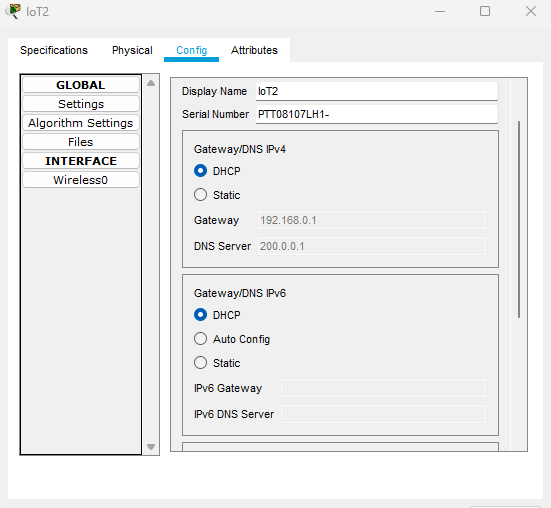 IoT2
Specifications Physical Config Attributes
GLOBAL
Settings
Algorithm Settings
Files
INTERFACE
Wireless0
Display Name IoT2
Serial Number PTT08107LH1-
Gateway/DNS IPv4
DHCP
Static
Gateway 192.168.0.1
DNS Server 200.0.0.1
Gateway/DNS IPv6
DHCP
Auto Config
Static
IPv6 Gateway
IPv6 DNS Server